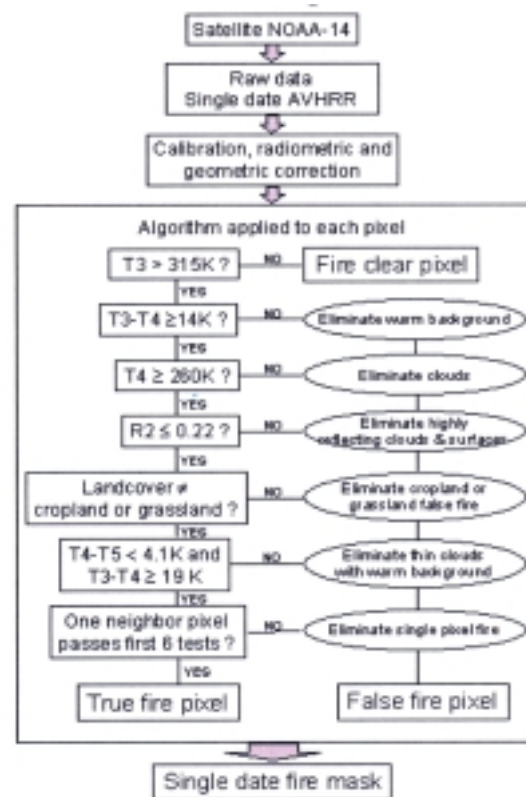 Satellite NOAA-14
Raw data
Single date AVHRR
Calibration, radiometric and
geometric correction
Algorithm applied to each pixel
T3 > 315K ?
NO
Fire clear pixel
YES
T3-T4 ≥14K ?
NO
Eliminate warm background
YES
T4 ≥ 260K ?
NO
Eliminate clouds
YES
R2 ≤ 0.22 ?
NO
Eliminate highly
reflecting clouds & surfaces
YES
Landcover ≠
cropland or grassland ?
NO
Eliminate cropland or
grassland false fire
YES
T4-T5 < 4.1K and
T3-T4 ≥ 19 K
NO
Eliminate thin clouds
with warm background
YES
One neighbor pixel
passes first 6 tests ?
NO
Eliminate single pixel fire
YES
True fire pixel
False fire pixel
Single date fire mask